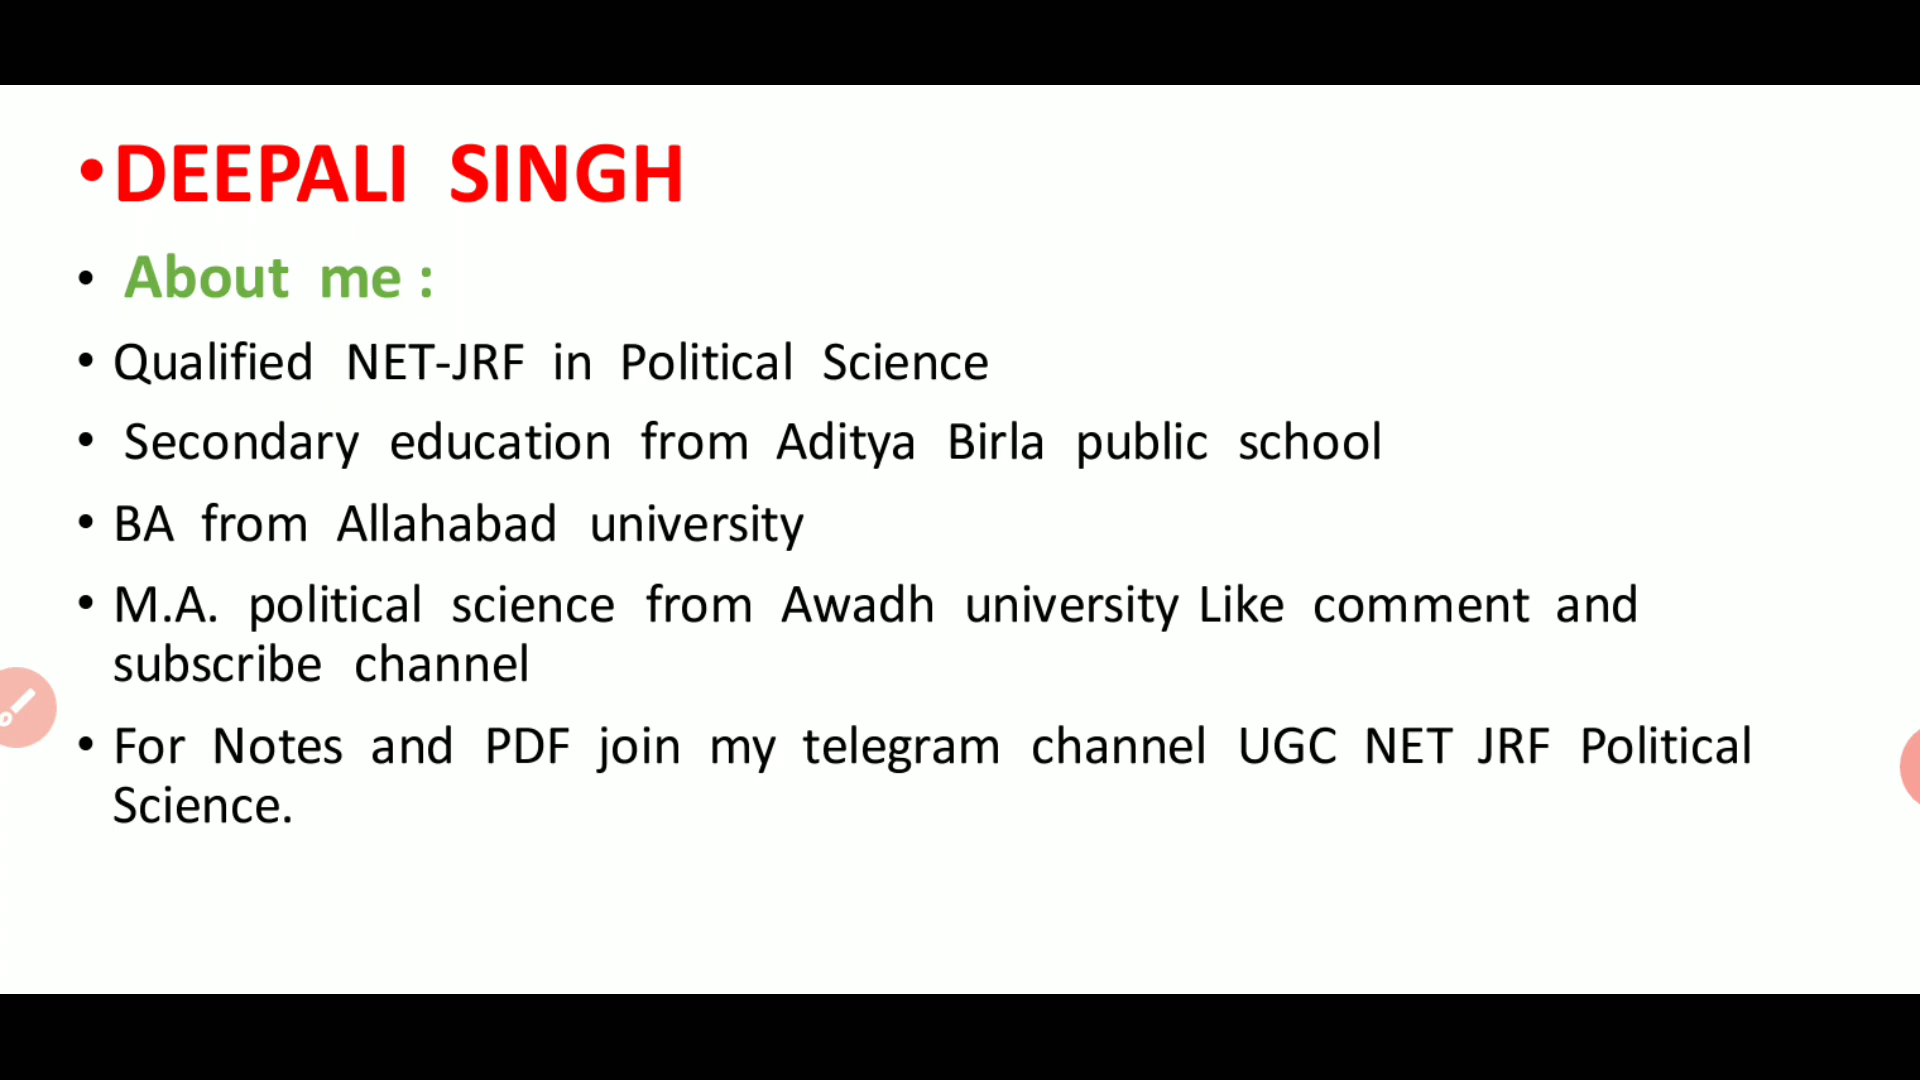 •DEEPALI SINGH
• About me :
• Qualified NET-JRF in Political Science
• Secondary education from Aditya Birla public school
• BA from Allahabad university
• M.A. political science from Awadh university Like comment and
subscribe channel
• For Notes and PDF join my telegram channel UGC NET JRF Political
Science.